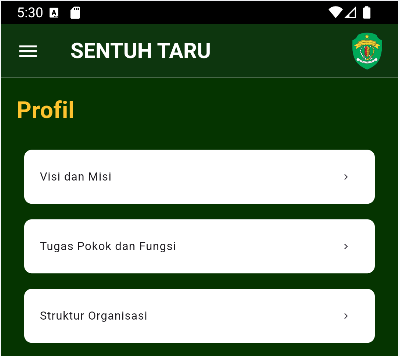 5:30
SENTUH TARU
Profil
Visi dan Misi
Tugas Pokok dan Fungsi
Struktur Organisasi